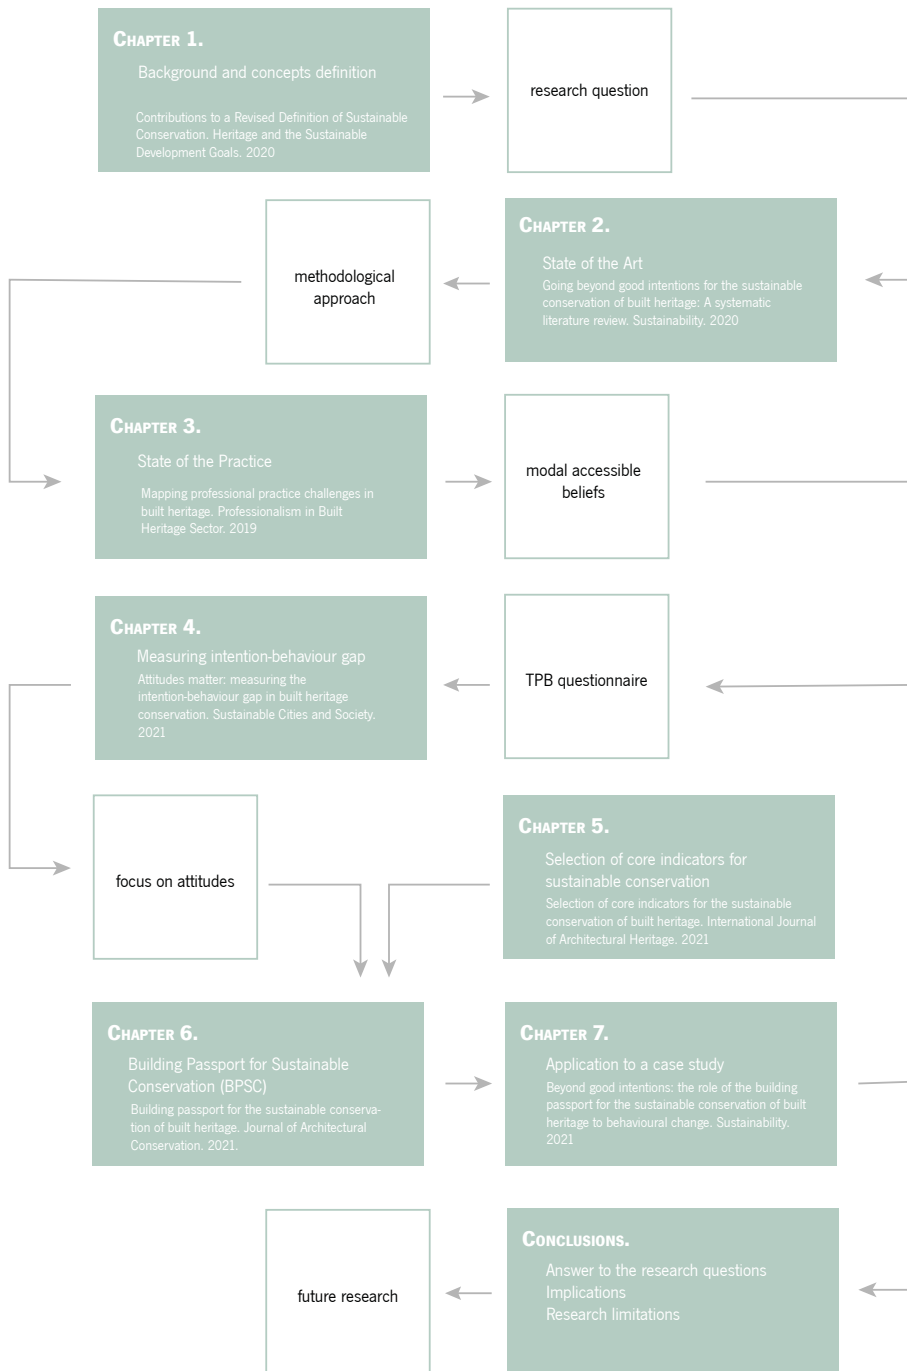 CHAPTER 1.
Background and concepts definition
Contributions to a Revised Definition of Sustainable
Conservation. Heritage and the Sustainable
Development Goals. 2020
research question
CHAPTER 2.
State of the Art
Going beyond good intentions for the sustainable
conservation of built heritage: A systematic
literature review. Sustainability. 2020
methodological
approach
CHAPTER 3.
State of the Practice
Mapping professional practice challenges in
built heritage. Professionalism in Built
Heritage Sector. 2019
modal accessible
beliefs
TPB questionnaire
CHAPTER 4.
Measuring intention-behaviour gap
Attitudes matter: measuring the
intention-behaviour gap in built heritage
conservation. Sustainable Cities and Society.
2021
focus on attitudes
CHAPTER 5.
Selection of core indicators for
sustainable conservation
Selection of core indicators for the sustainable
conservation of built heritage. International Journal
of Architectural Heritage. 2021
CHAPTER 6.
Building Passport for Sustainable
Conservation (BPSC)
Building passport for the sustainable conserva-
tion of built heritage. Journal of Architectural
Conservation. 2021.
CHAPTER 7.
Application to a case study
Beyond good intentions: the role of the building
passport for the sustainable conservation of built
heritage to behavioural change. Sustainability.
2021
CONCLUSIONS.
Answer to the research questions
Implications
Research limitations
future research